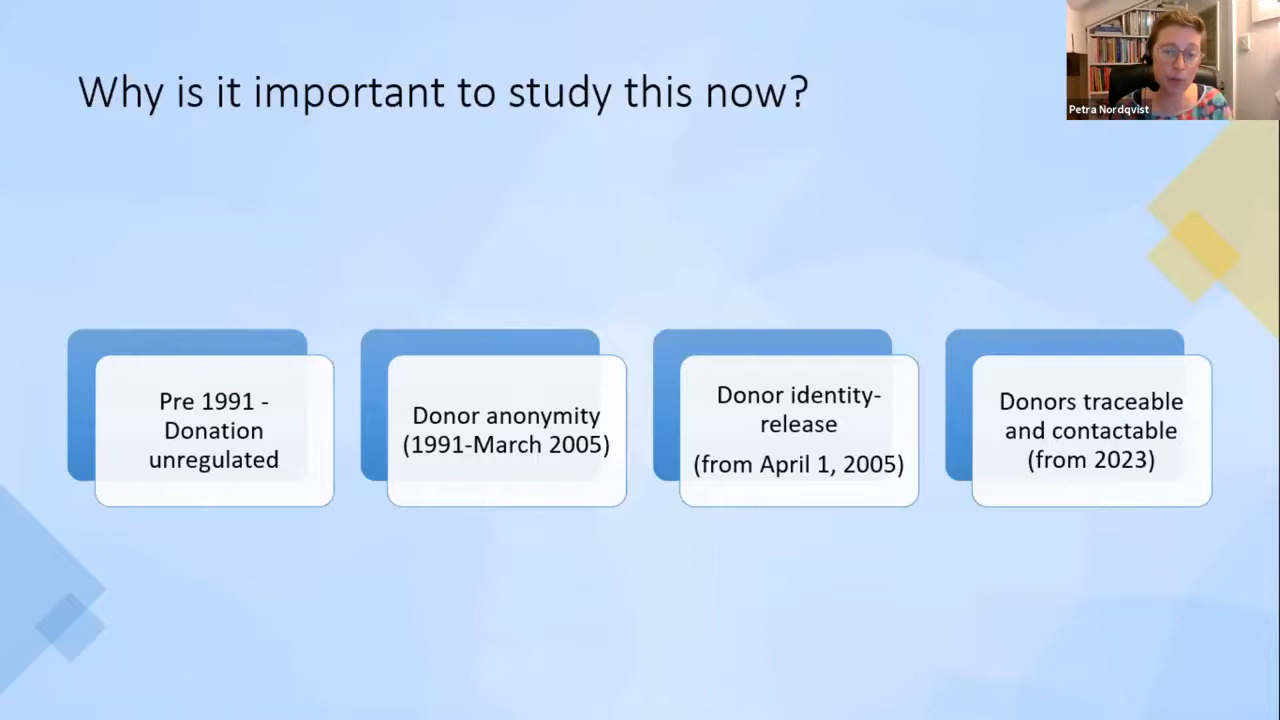 Why is it important to study this now?
Petra Nordqvist
Pre 1991 -
Donation
unregulated
Donor anonymity
(1991-March 2005)
Donor identity-
release
(from April 1, 2005)
Donors traceable
and contactable
(from 2023)